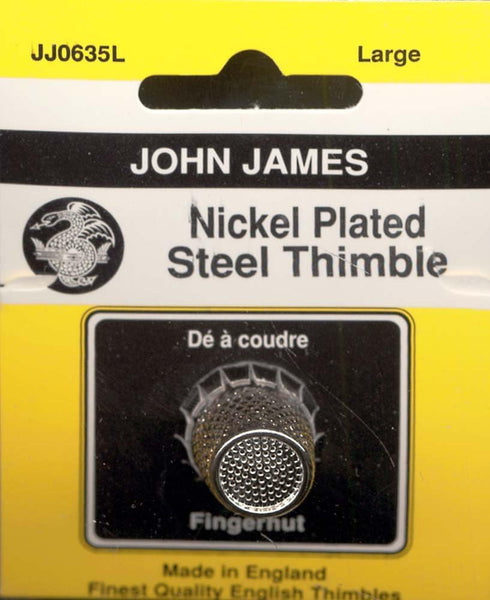 JJ0635L
Large
JOHN JAMES
Nickel Plated
Steel Thimble
Dé à coudre
Fingerhut
Made in England
Finest Quality English Thimbles